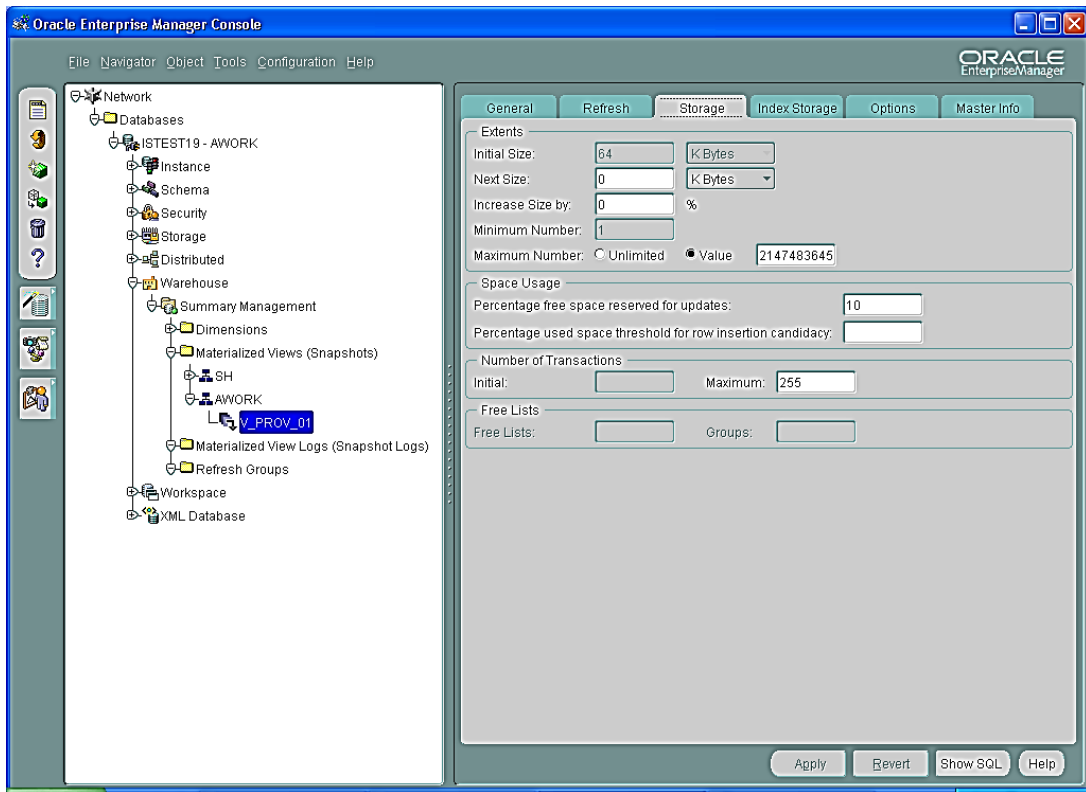 Oracle Enterprise Manager Console
File Navigator Object Tools Configuration Help
ORACLE
EnterpriseManager
Network
Databases
ISTEST19 - AWORK
Instance
Schema
Security
Storage
Distributed
Warehouse
Summary Management
Dimensions
Materialized Views (Snapshots)
SH
AWORK
V_PROV_01
Materialized View Logs (Snapshot Logs)
Refresh Groups
Workspace
XML Database
General Refresh Storage Index Storage Options Master Info
Extents
Initial Size: 64 K Bytes
Next Size: 0 K Bytes
Increase Size by: 0 %
Minimum Number: 1
Maximum Number: Unlimited Value 2147483645
Space Usage
Percentage free space reserved for updates: 10
Percentage used space threshold for row insertion candidacy:
Number of Transactions
Initial: Maximum: 255
Free Lists
Free Lists: Groups:
Apply Revert Show SQL Help